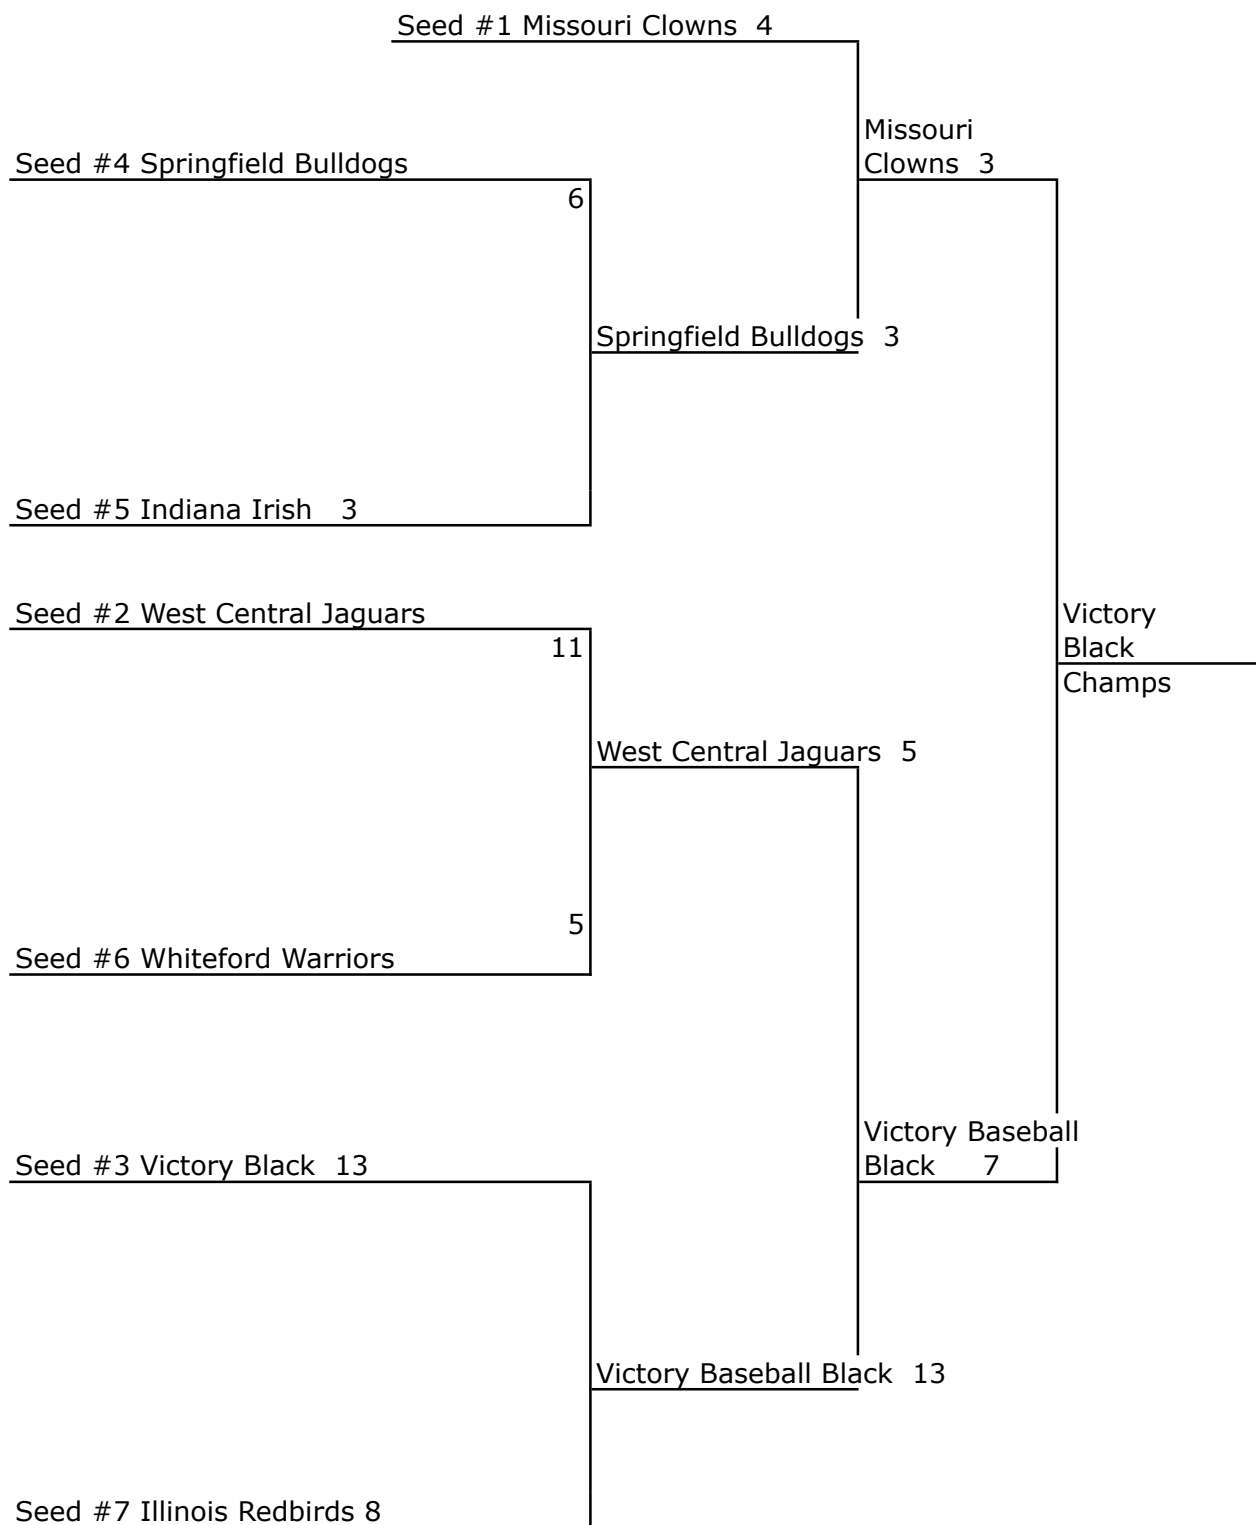 Seed #1 Missouri Clowns 4
Missouri
Clowns 3
Seed #4 Springfield Bulldogs
6
Springfield Bulldogs 3
Seed #5 Indiana Irish 3
Seed #2 West Central Jaguars
11
Victory
Black
Champs
West Central Jaguars 5
5
Seed #6 Whiteford Warriors
Victory Baseball
Black 7
Seed #3 Victory Black 13
Victory Baseball Black 13
Seed #7 Illinois Redbirds 8